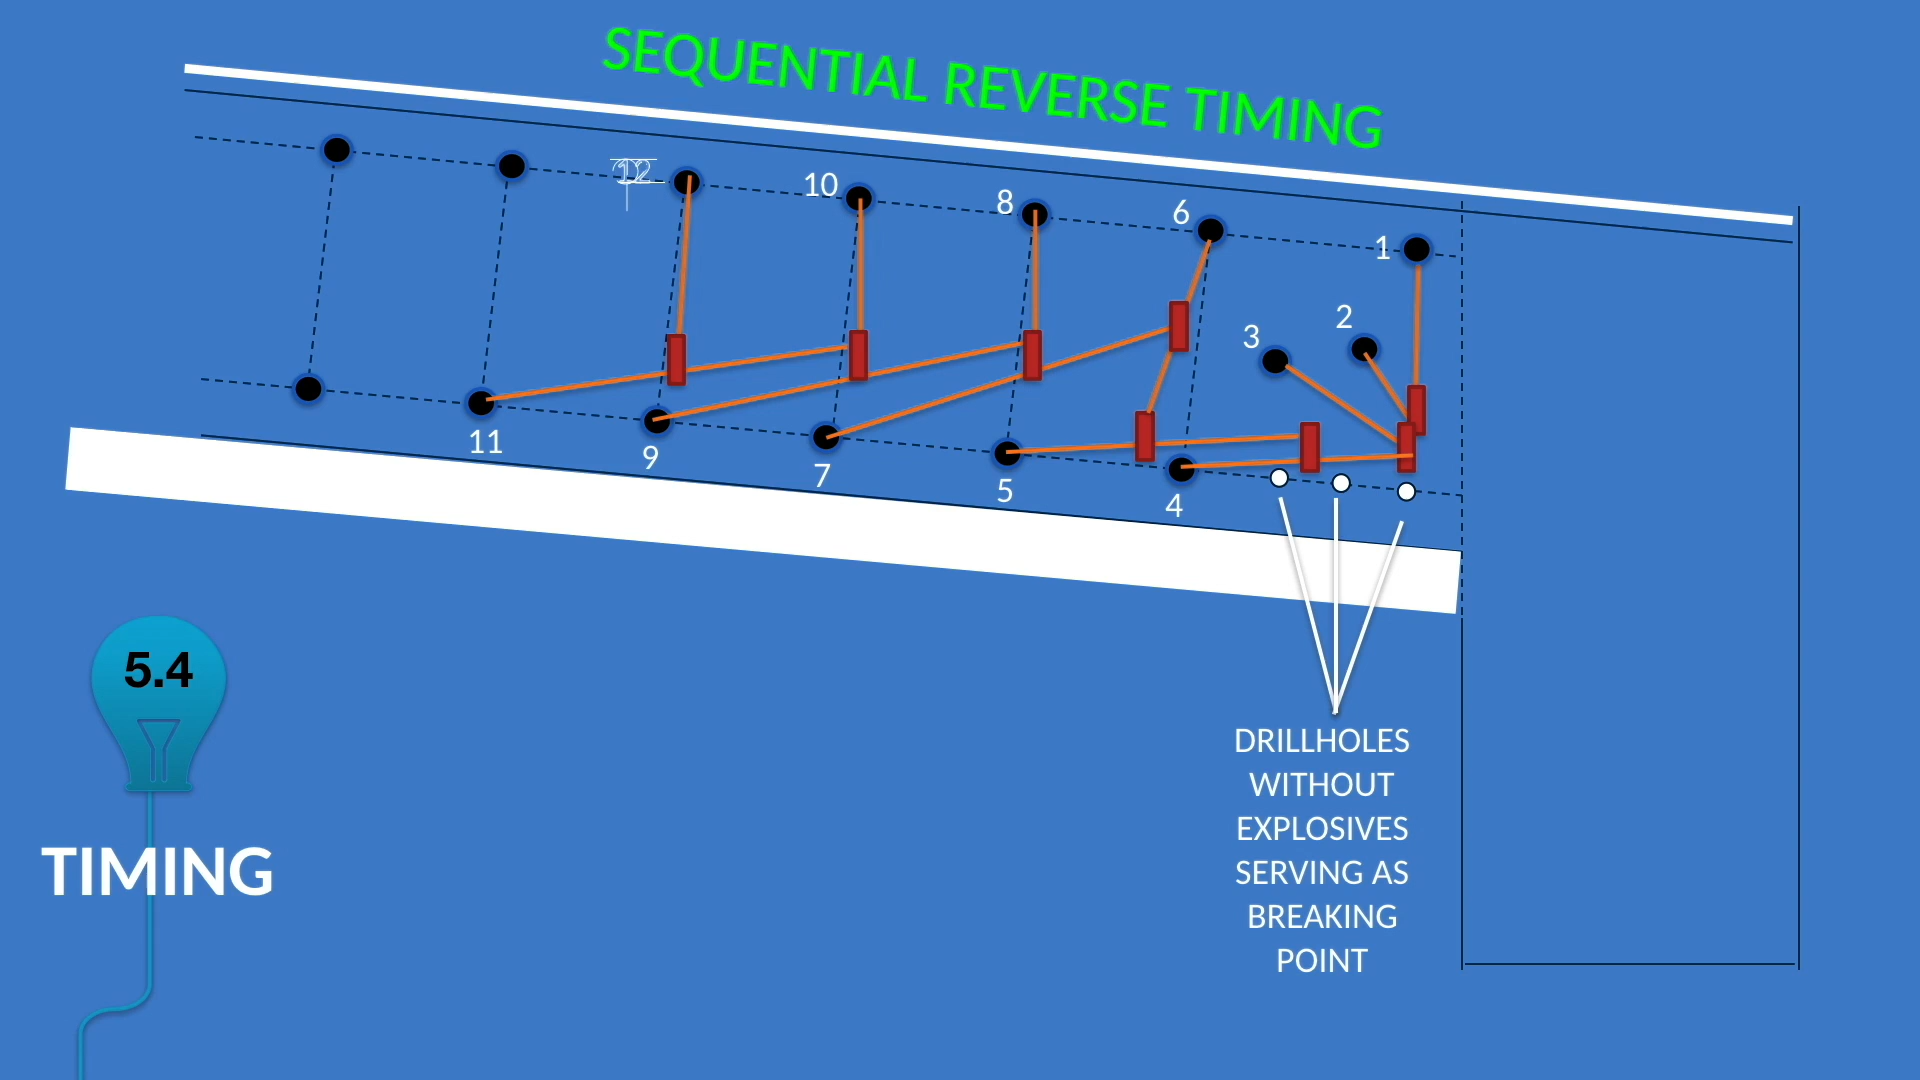 SEQUENTIAL REVERSE TIMING
12
10
8
6
1
2
3
11
9
7
5
4
5.4
TIMING
DRILLHOLES
WITHOUT
EXPLOSIVES
SERVING AS
BREAKING
POINT